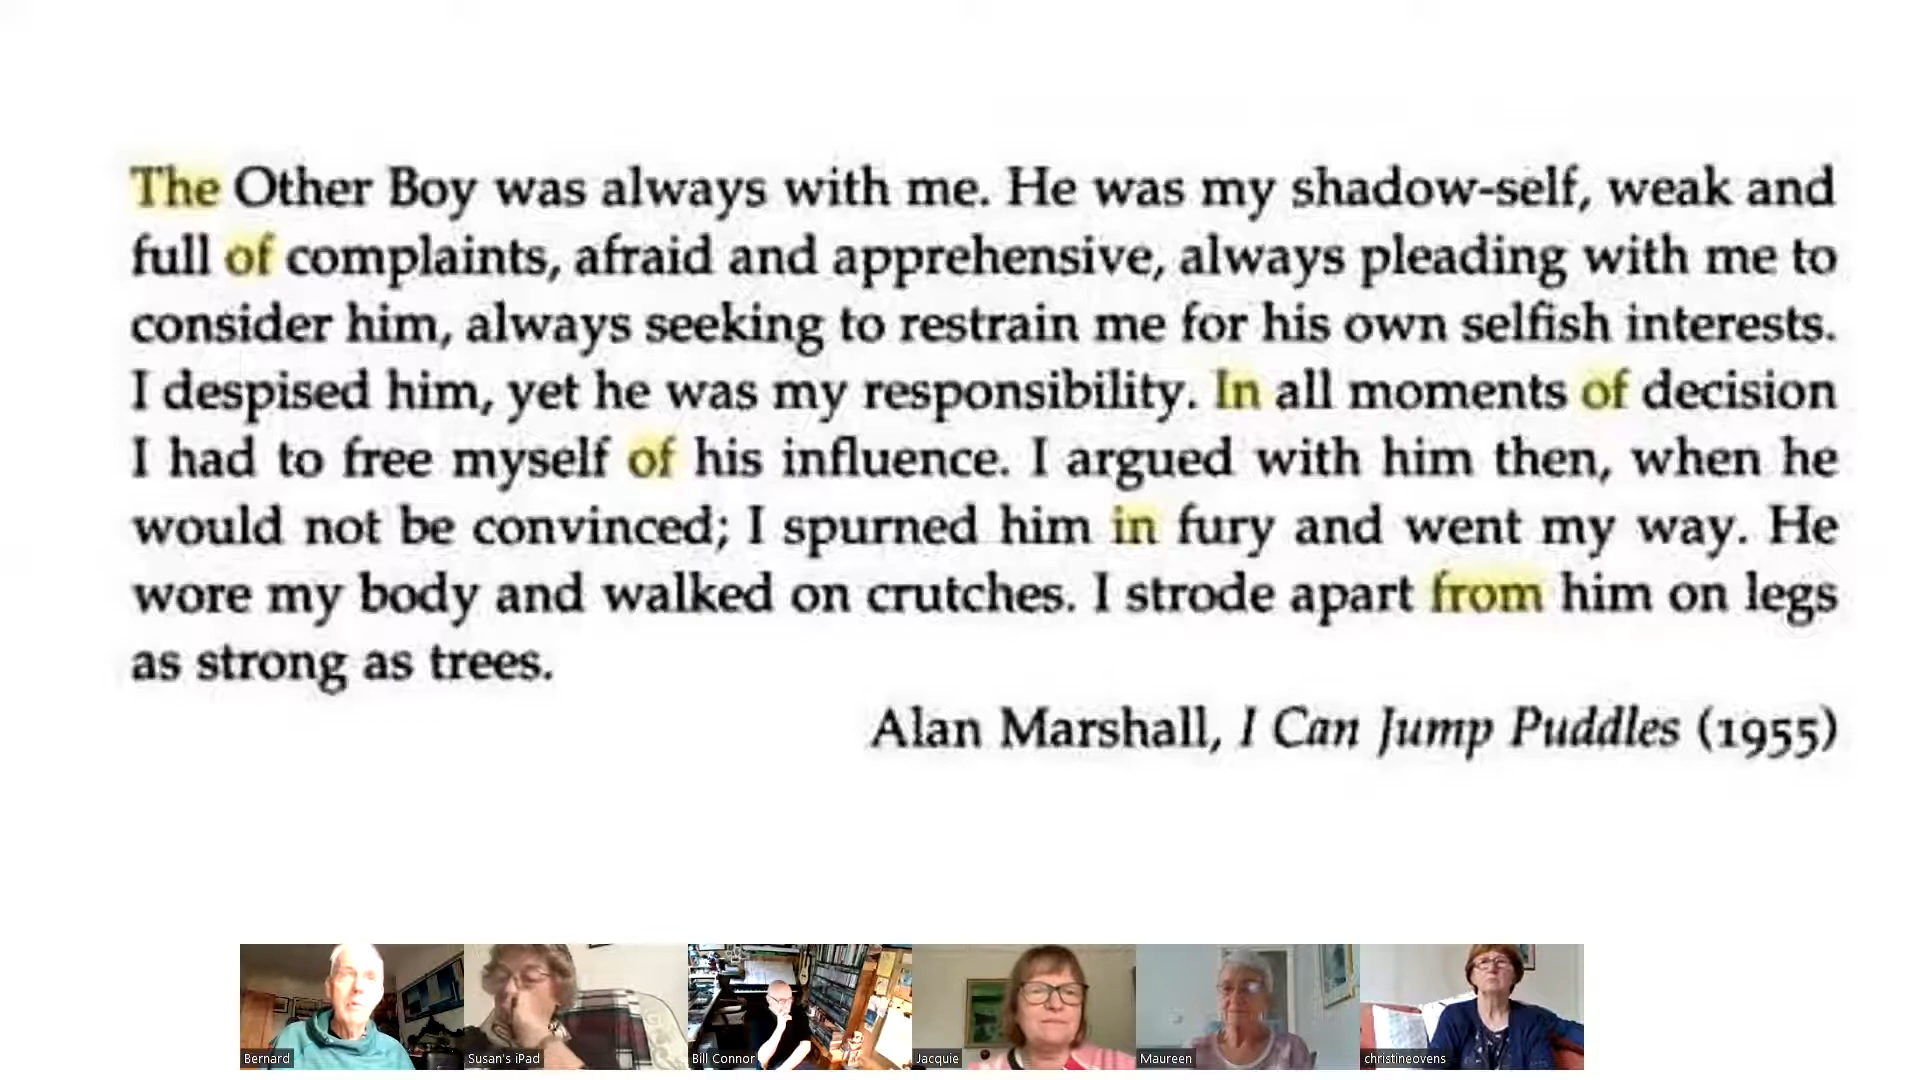 The Other Boy was always with me. He was my shadow-self, weak and
full of complaints, afraid and apprehensive, always pleading with me to
consider him, always seeking to restrain me for his own selfish interests.
I despised him, yet he was my responsibility. In all moments of decision
I had to free myself of his influence. I argued with him then, when he
would not be convinced; I spurned him in fury and went my way. He
wore my body and walked on crutches. I strode apart from him on legs
as strong as trees.
Alan Marshall, I Can Jump Puddles (1955)
Bernard
Susan's iPad
Bill Connor
Jacquie
Maureen
christineovens